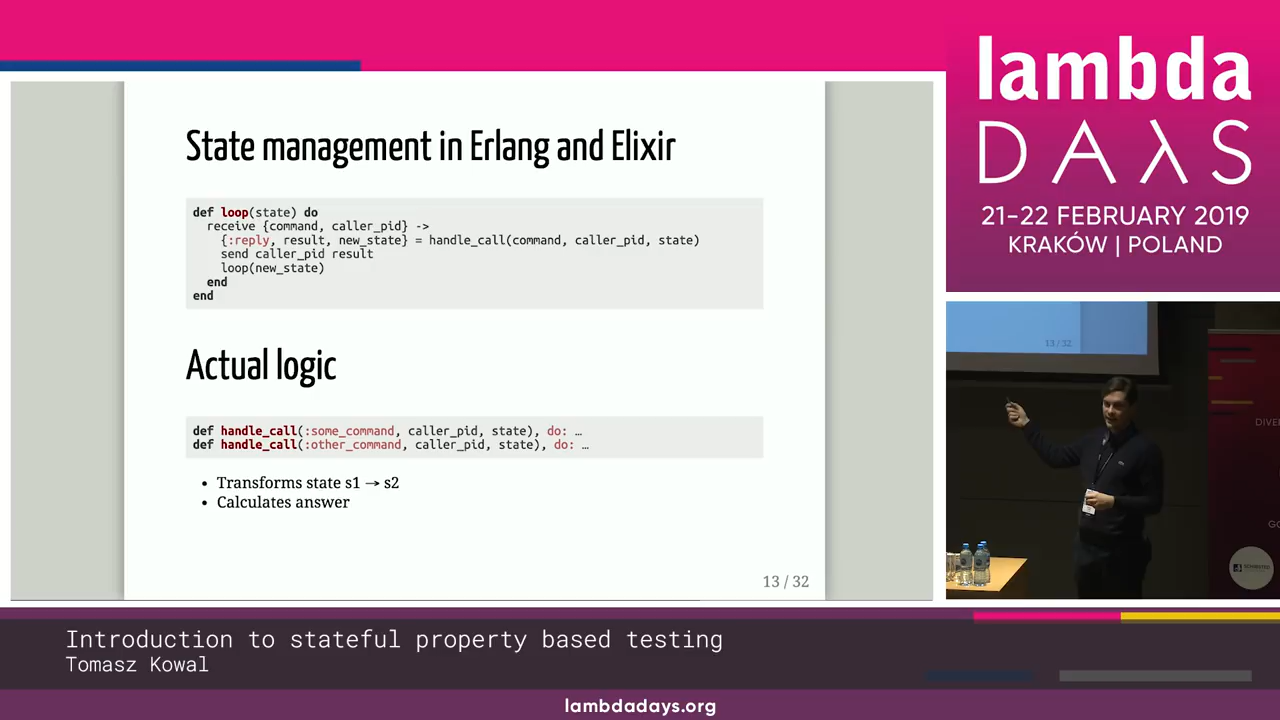 State management in Erlang and Elixir
def loop(state) do
receive {command, caller_pid} ->
{:reply, result, new_state} = handle_call(command, caller_pid, state)
send caller_pid result
loop(new_state)
end
end
Actual logic
def handle_call(:some_command, caller_pid, state), do: …
def handle_call(:other_command, caller_pid, state), do: …
• Transforms state s1 → s2
• Calculates answer
13 / 32
lambda
DAλS
21-22 FEBRUARY 2019
KRAKÓW | POLAND
13 / 32
Introduction to stateful property based testing
Tomasz Kowal
lambdadays.org